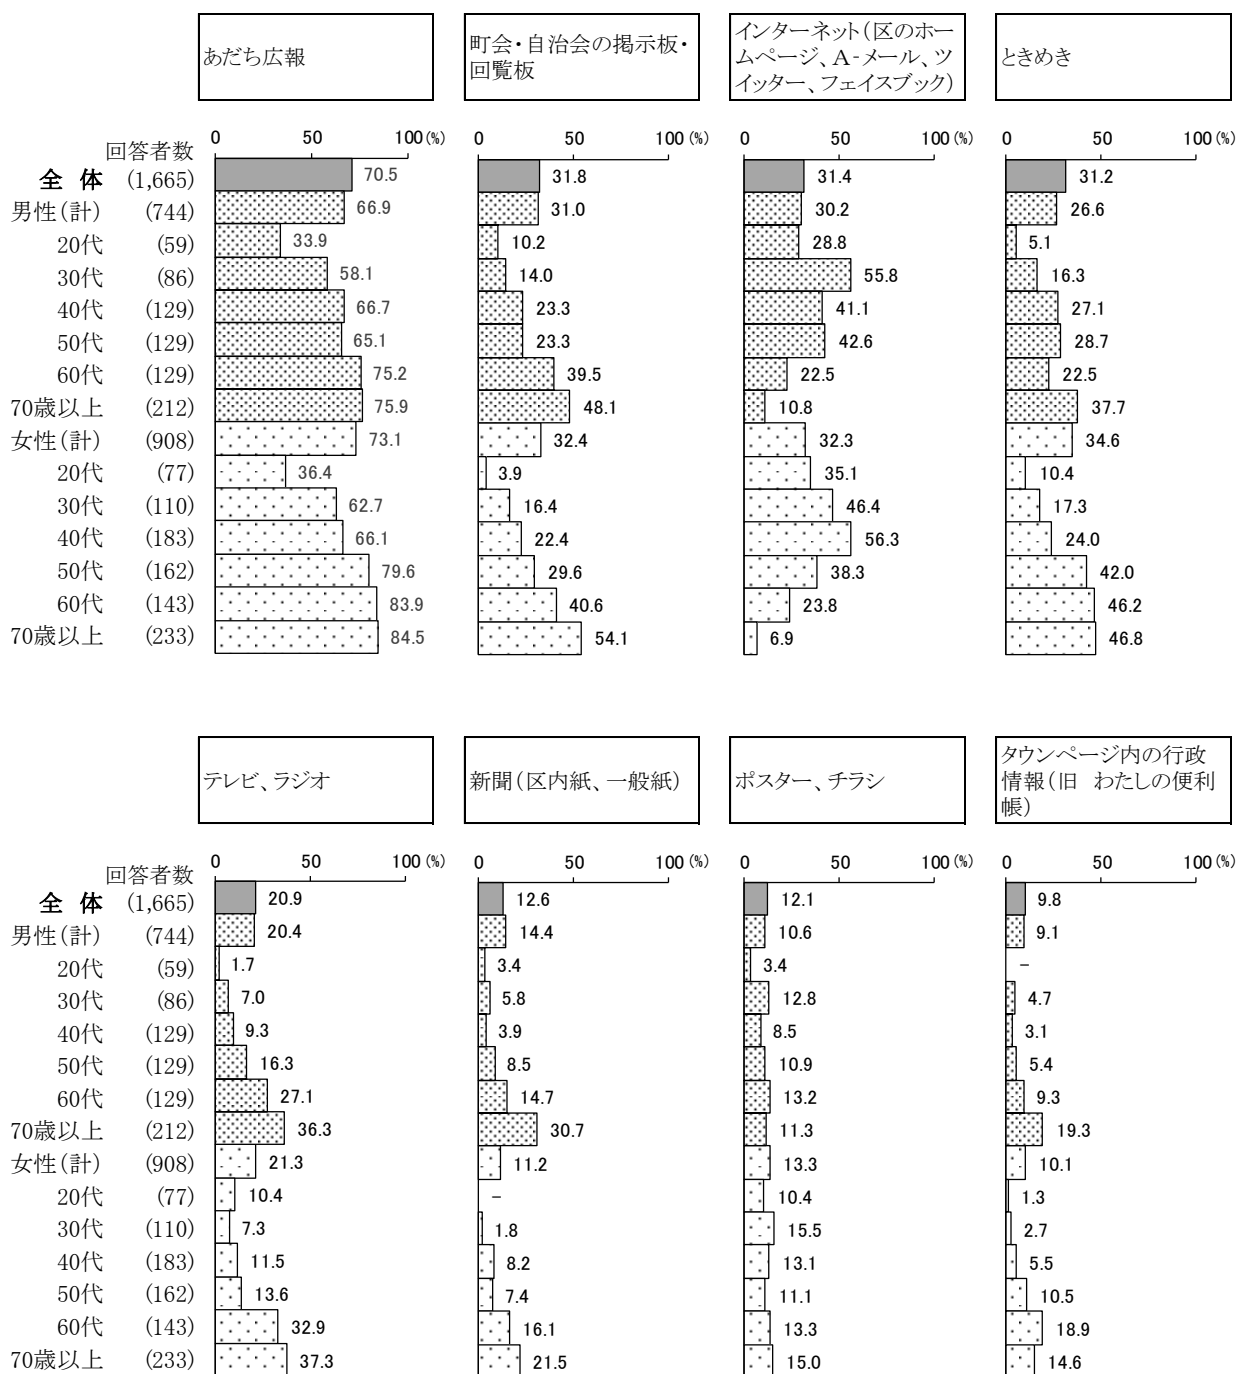 あだち広報
町会・自治会の掲示板・
回覧板
インターネット（区のホー
ムページ、A-メール、ツ
イッター、フェイスブック）
ときめき
0 50 100(%) 0 50 100(%) 0 50 100(%) 0 50 100(%)
回答者数
全 体 (1,665) 70.5 31.8 31.4 31.2
男性（計） (744) 66.9 31.0 30.2 26.6
20代 (59) 33.9 10.2 28.8 5.1
30代 (86) 58.1 14.0 55.8 16.3
40代 (129) 66.7 23.3 41.1 27.1
50代 (129) 65.1 23.3 42.6 28.7
60代 (129) 75.2 39.5 22.5 22.5
70歳以上 (212) 75.9 48.1 10.8 37.7
女性（計） (908) 73.1 32.4 32.3 34.6
20代 (77) 36.4 3.9 35.1 10.4
30代 (110) 62.7 16.4 46.4 17.3
40代 (183) 66.1 22.4 56.3 24.0
50代 (162) 79.6 29.6 38.3 42.0
60代 (143) 83.9 40.6 23.8 46.2
70歳以上 (233) 84.5 54.1 6.9 46.8
テレビ、ラジオ
新聞（区内紙、一般紙）
ポスター、チラシ
タウンページ内の行政
情報（旧　わたしの便利
帳）
0 50 100(%) 0 50 100(%) 0 50 100(%) 0 50 100(%)
回答者数
全 体 (1,665) 20.9 12.6 12.1 9.8
男性（計） (744) 20.4 14.4 10.6 9.1
20代 (59) 1.7 3.4 3.4 -
30代 (86) 7.0 5.8 12.8 4.7
40代 (129) 9.3 3.9 8.5 3.1
50代 (129) 16.3 8.5 10.9 5.4
60代 (129) 27.1 14.7 13.2 9.3
70歳以上 (212) 36.3 30.7 11.3 19.3
女性（計） (908) 21.3 11.2 13.3 10.1
20代 (77) 10.4 - 10.4 1.3
30代 (110) 7.3 1.8 15.5 2.7
40代 (183) 11.5 8.2 13.1 5.5
50代 (162) 13.6 7.4 11.1 10.5
60代 (143) 32.9 16.1 13.3 18.9
70歳以上 (233) 37.3 21.5 15.0 14.6